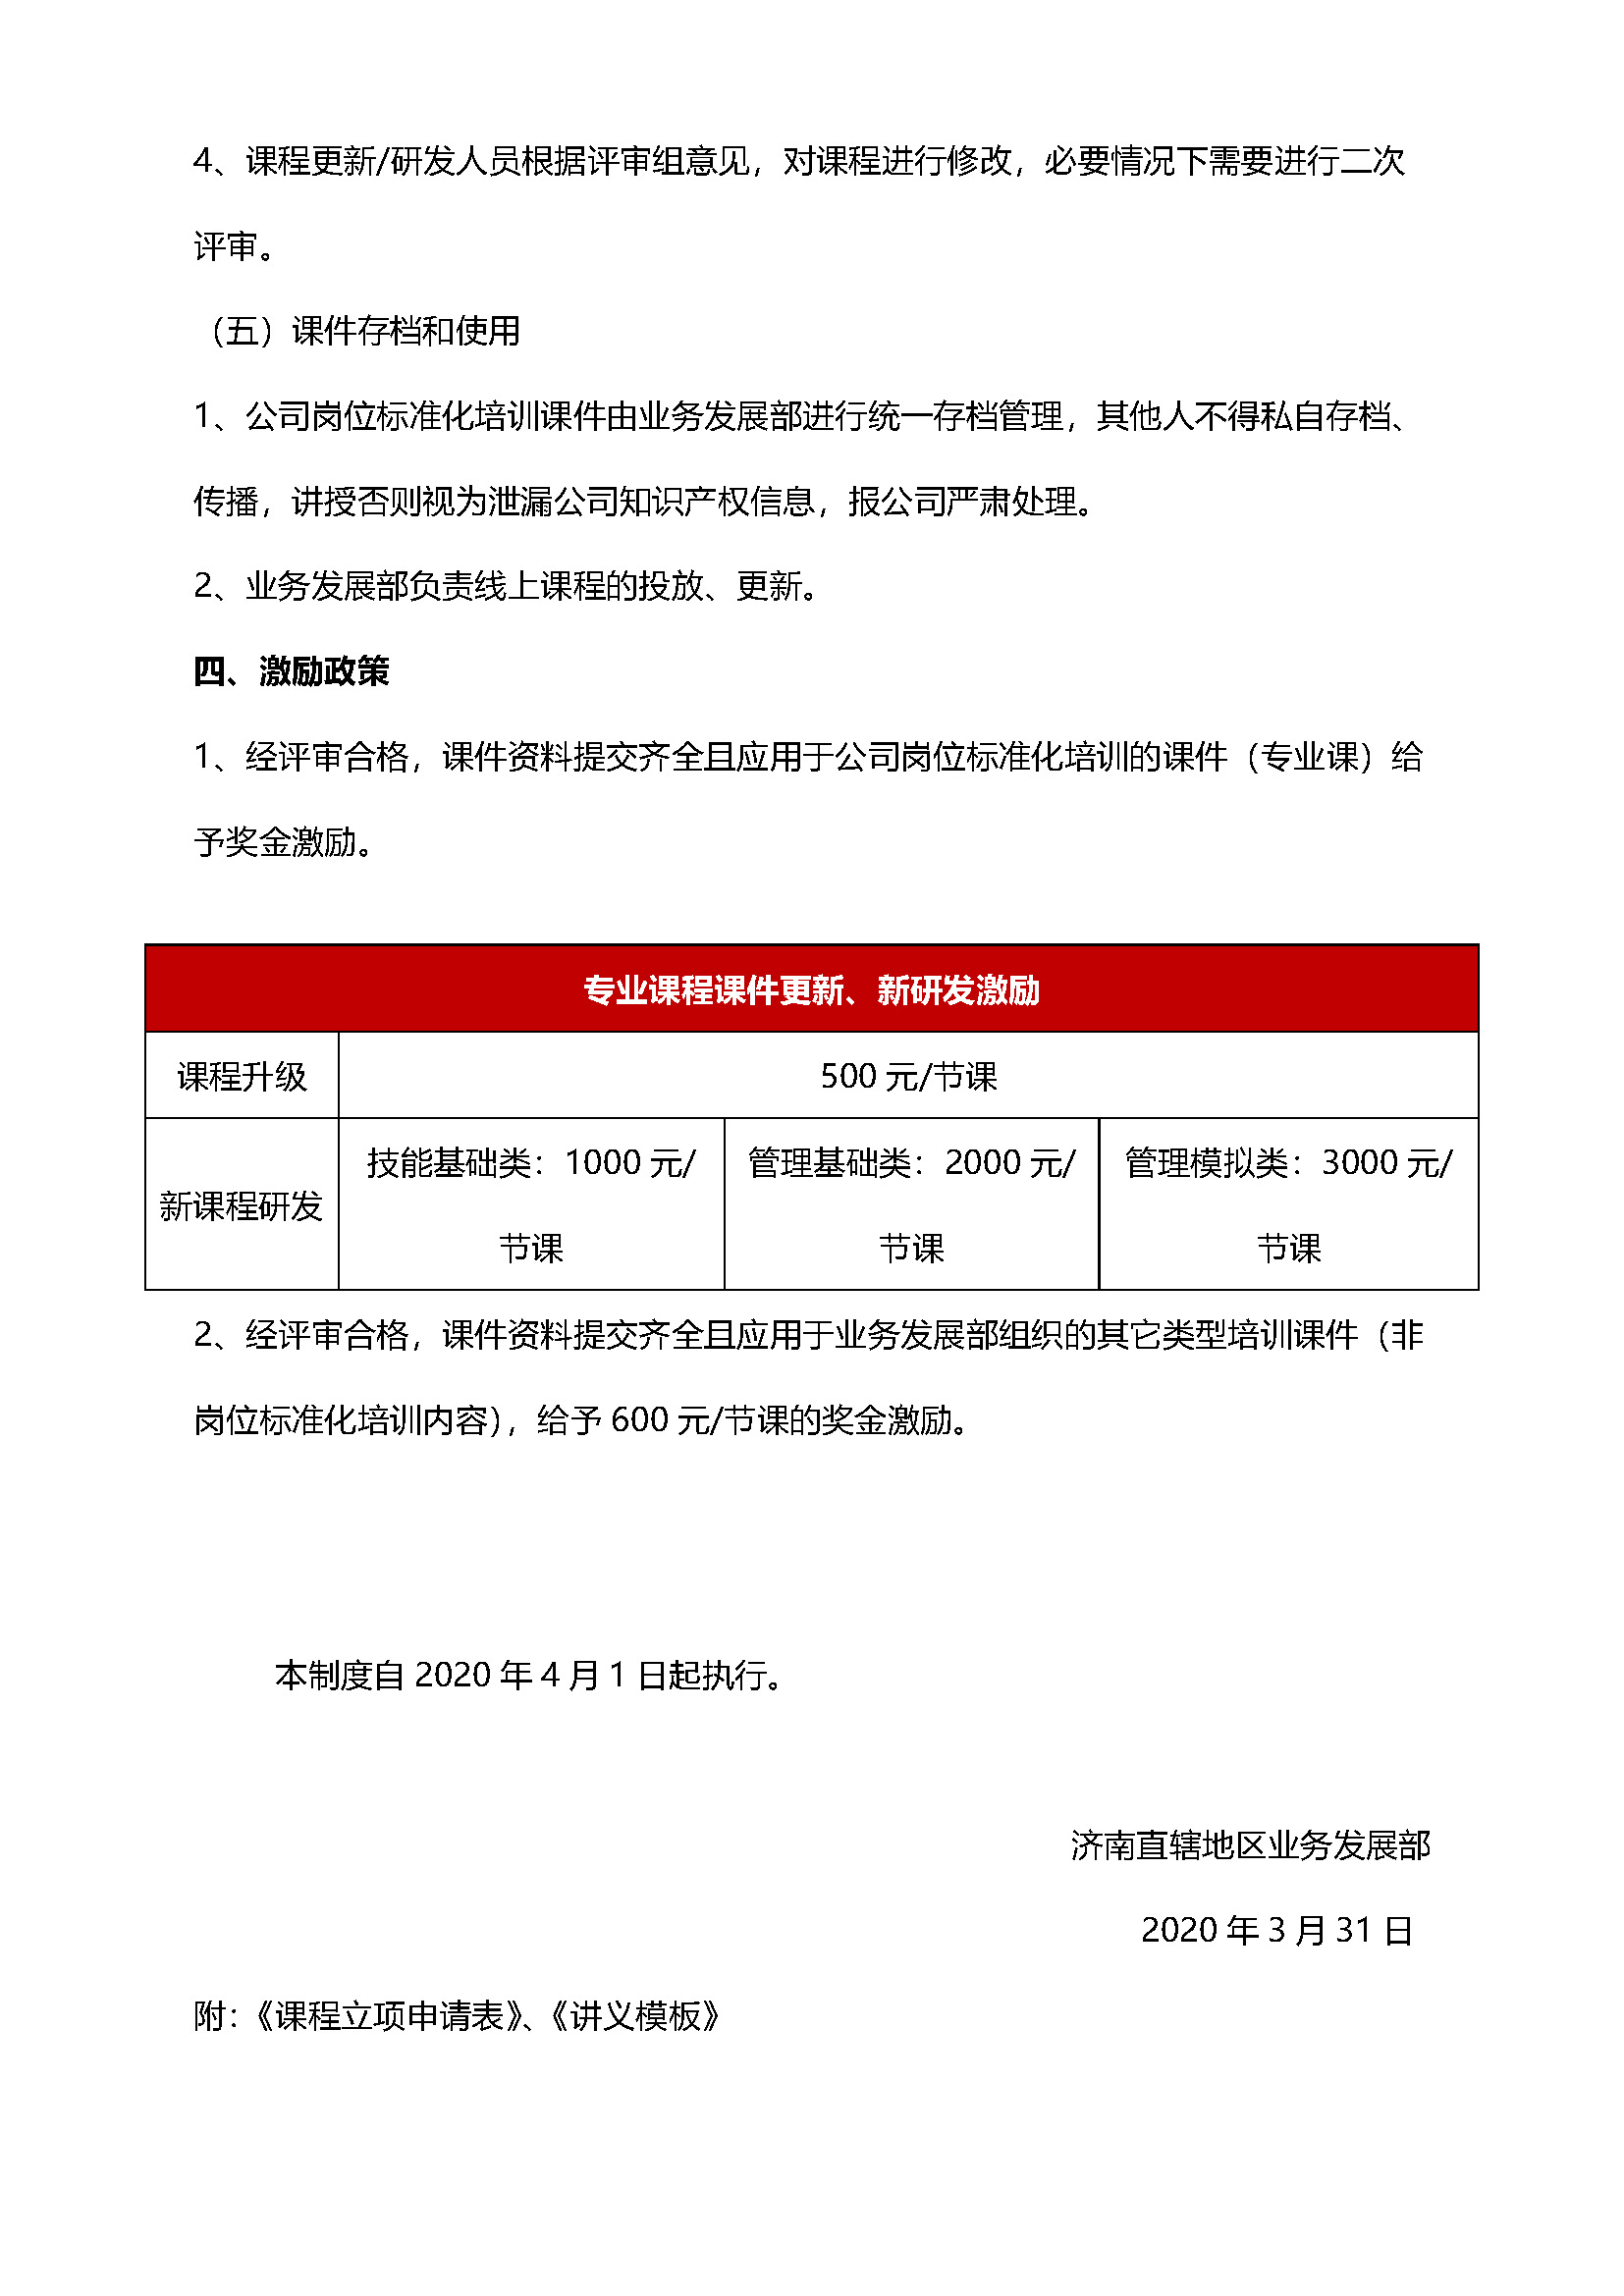 4、课程更新/研发人员根据评审组意见，对课程进行修改，必要情况下需要进行二次
评审。
（五）课件存档和使用
1、公司岗位标准化培训课件由业务发展部进行统一存档管理，其他人不得私自存档、
传播，讲授否则视为泄漏公司知识产权信息，报公司严肃处理。
2、业务发展部负责线上课程的投放、更新。
四、激励政策
1、经评审合格，课件资料提交齐全且应用于公司岗位标准化培训的课件（专业课）给
予奖金激励。
专业课程课件更新、新研发激励
课程升级
500 元/节课
新课程研发
技能基础类：1000 元/
节课
管理基础类：2000 元/
节课
管理模拟类：3000 元/
节课
2、经评审合格，课件资料提交齐全且应用于业务发展部组织的其它类型培训课件（非
岗位标准化培训内容），给予 600 元/节课的奖金激励。
本制度自 2020 年 4 月 1 日起执行。
济南直辖地区业务发展部
2020 年 3 月 31 日
附：《课程立项申请表》、《讲义模板》